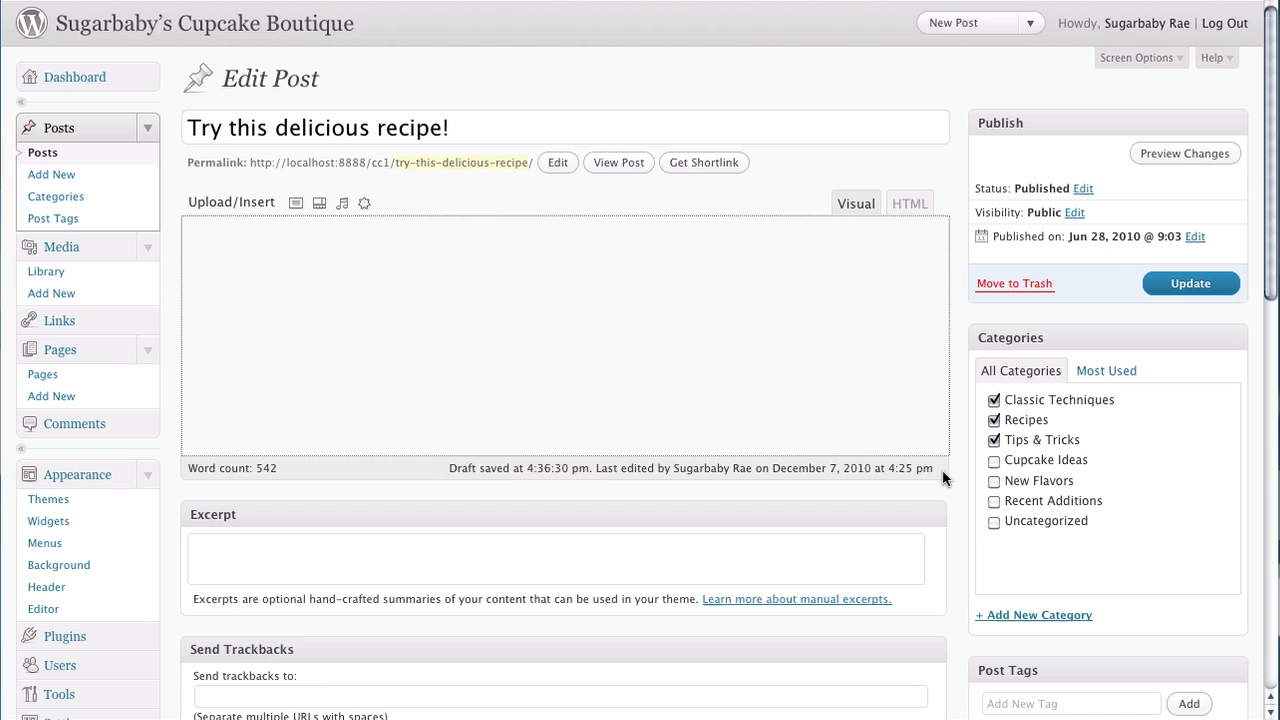 Sugarbaby's Cupcake Boutique
New Post
Howdy, Sugarbaby Rae | Log Out
Screen Options
Help
Dashboard
Posts
Posts
Add New
Categories
Post Tags
Media
Library
Add New
Links
Pages
Pages
Add New
Comments
Appearance
Themes
Widgets
Menus
Background
Header
Editor
Plugins
Users
Tools
Edit Post
Try this delicious recipe!
Permalink: http://localhost:8888/cc1/try-this-delicious-recipe/ Edit View Post Get Shortlink
Upload/Insert
Visual
HTML
Word count: 542
Draft saved at 4:36:30 pm. Last edited by Sugarbaby Rae on December 7, 2010 at 4:25 pm
Excerpt
Excerpts are optional hand-crafted summaries of your content that can be used in your theme. Learn more about manual excerpts.
Send Trackbacks
Send trackbacks to:
(Separate multiple URLs with spaces)
Publish
Preview Changes
Status: Published Edit
Visibility: Public Edit
Published on: Jun 28, 2010 @ 9:03 Edit
Move to Trash
Update
Categories
All Categories
Most Used
Classic Techniques
Recipes
Tips & Tricks
Cupcake Ideas
New Flavors
Recent Additions
Uncategorized
+ Add New Category
Post Tags
Add New Tag
Add